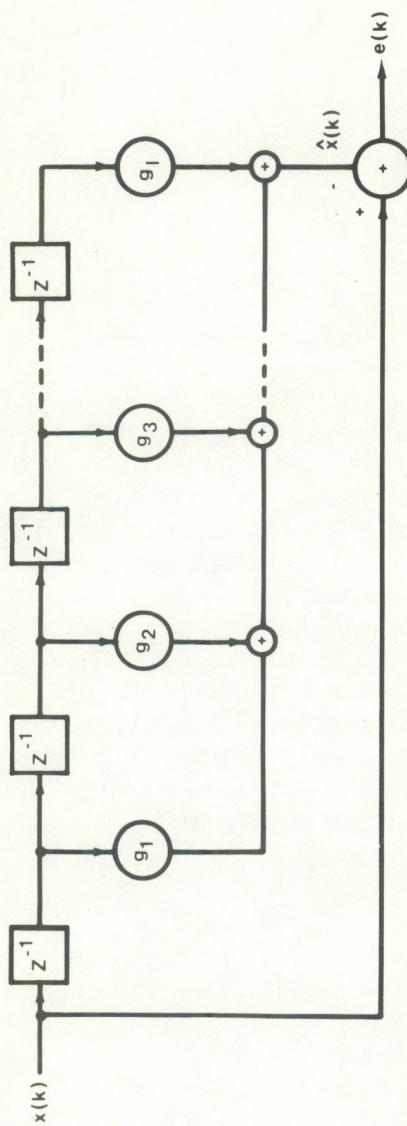 x(k)
z⁻¹
z⁻¹
z⁻¹
z⁻¹
g₁
g₂
g₃
gₗ
+
+
+
x̂(k)
-
+
+
e(k)